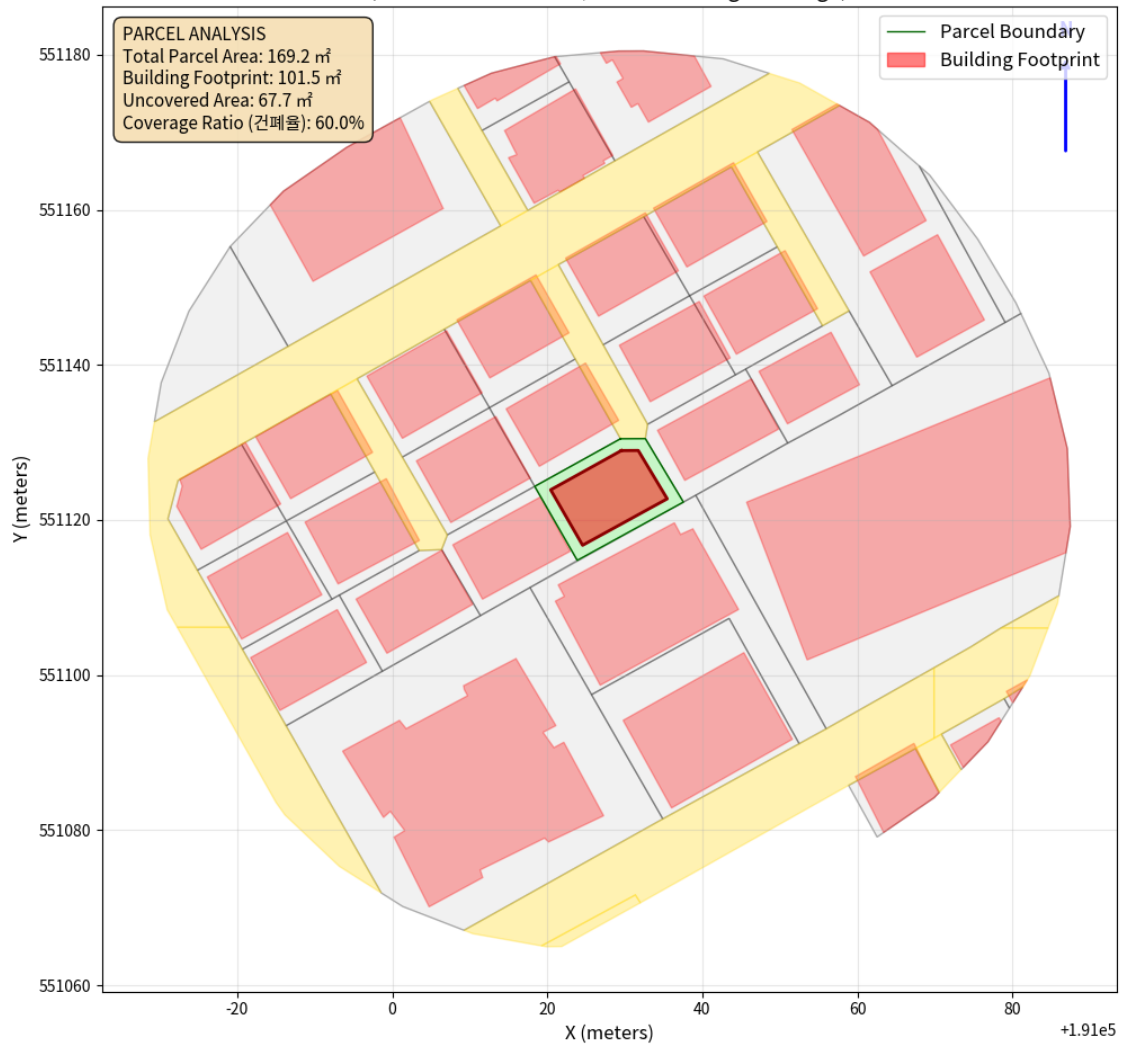 PARCEL ANALYSIS
Total Parcel Area: 169.2 ㎡
Building Footprint: 101.5 ㎡
Uncovered Area: 67.7 ㎡
Coverage Ratio (건폐율): 60.0%
N
Parcel Boundary
Building Footprint
551180
551160
551140
551120
551100
551080
551060
Y (meters)
-20
0
20
40
60
80
+1.91e5
X (meters)